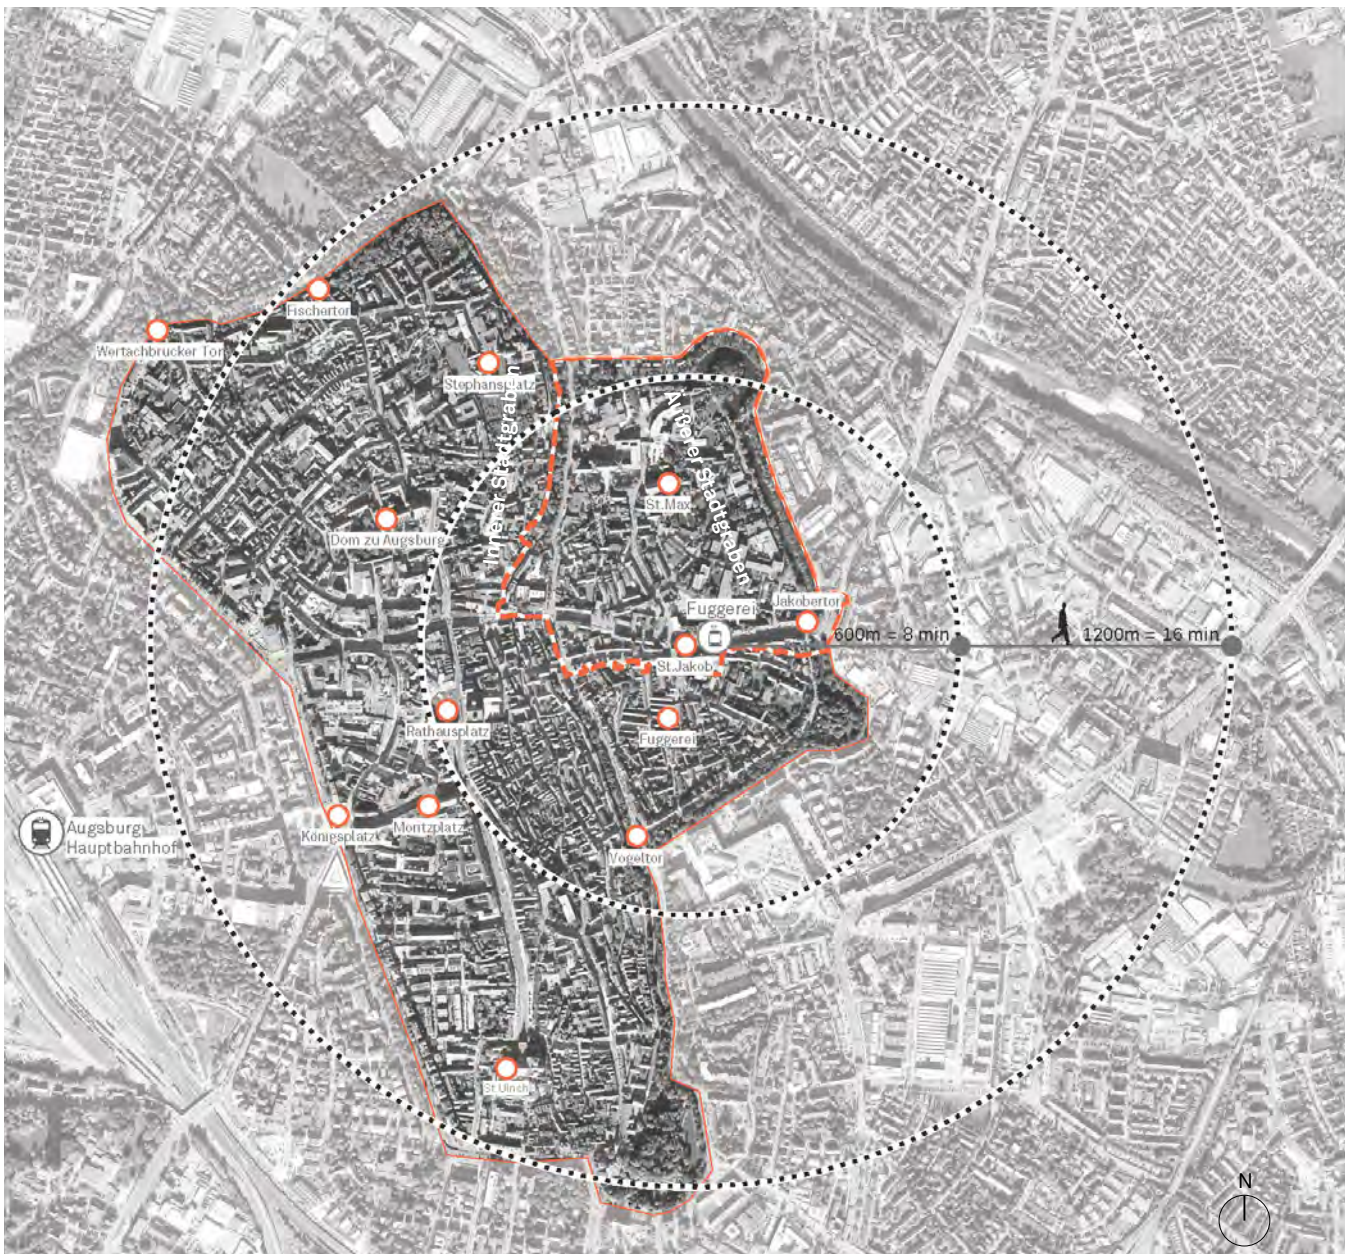 Fischertor
Wertachbrucker Tor
Stephansplatz
Innerer Stadtgraben
Äußerer Stadtgraben
St.Max
Dom zu Augsburg
Fuggerei
Jakobertor
600m = 8 min
1200m = 16 min
St.Jakob
Rathausplatz
Fuggerei
Königsplatz
Moritzplatz
Augsburg
Hauptbahnhof
Vogeltor
St.Ulrich
N